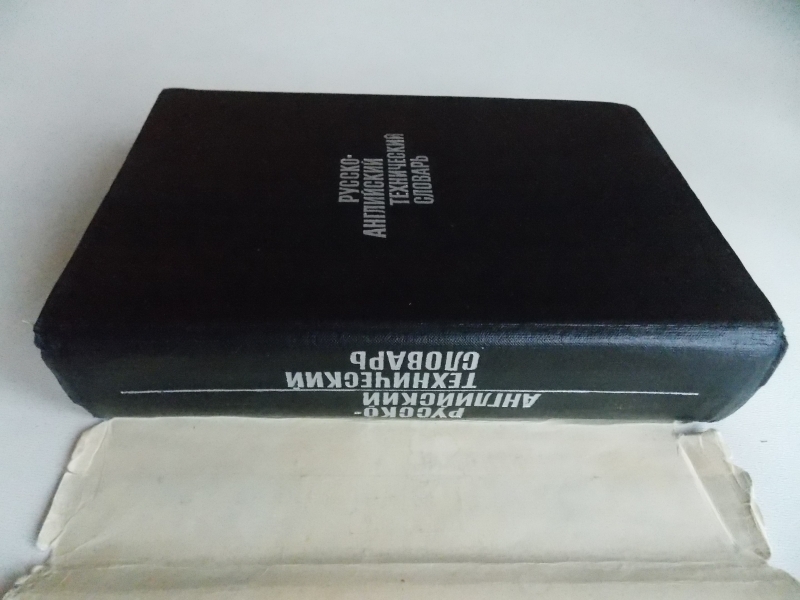 РУССКО-
АНГЛИЙСКИЙ
ТЕХНИЧЕСКИЙ
СЛОВАРЬ
РУССКО-
АНГЛИЙСКИЙ
ТЕХНИЧЕСКИЙ
СЛОВАРЬ